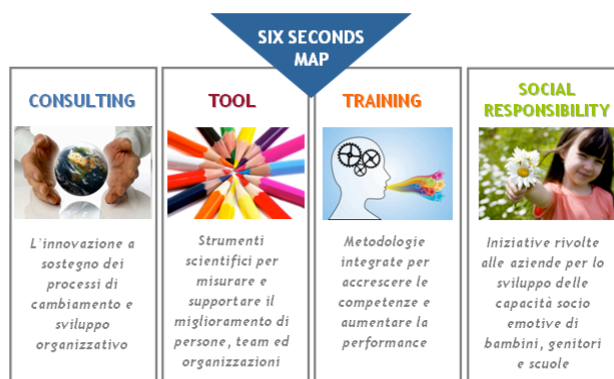 SIX SECONDS
MAP
CONSULTING
L'innovazione a
sostegno dei
processi di
cambiamento e
sviluppo
organizzativo
TOOL
Strumenti
scientifici per
misurare e
supportare il
miglioramento di
persone, team ed
organizzazioni
TRAINING
Metodologie
integrate per
accrescere le
competenze e
aumentare la
performance
SOCIAL
RESPONSIBILITY
Iniziative rivolte
alle aziende per lo
sviluppo delle
capacità socio
emotive di
bambini, genitori
e scuole